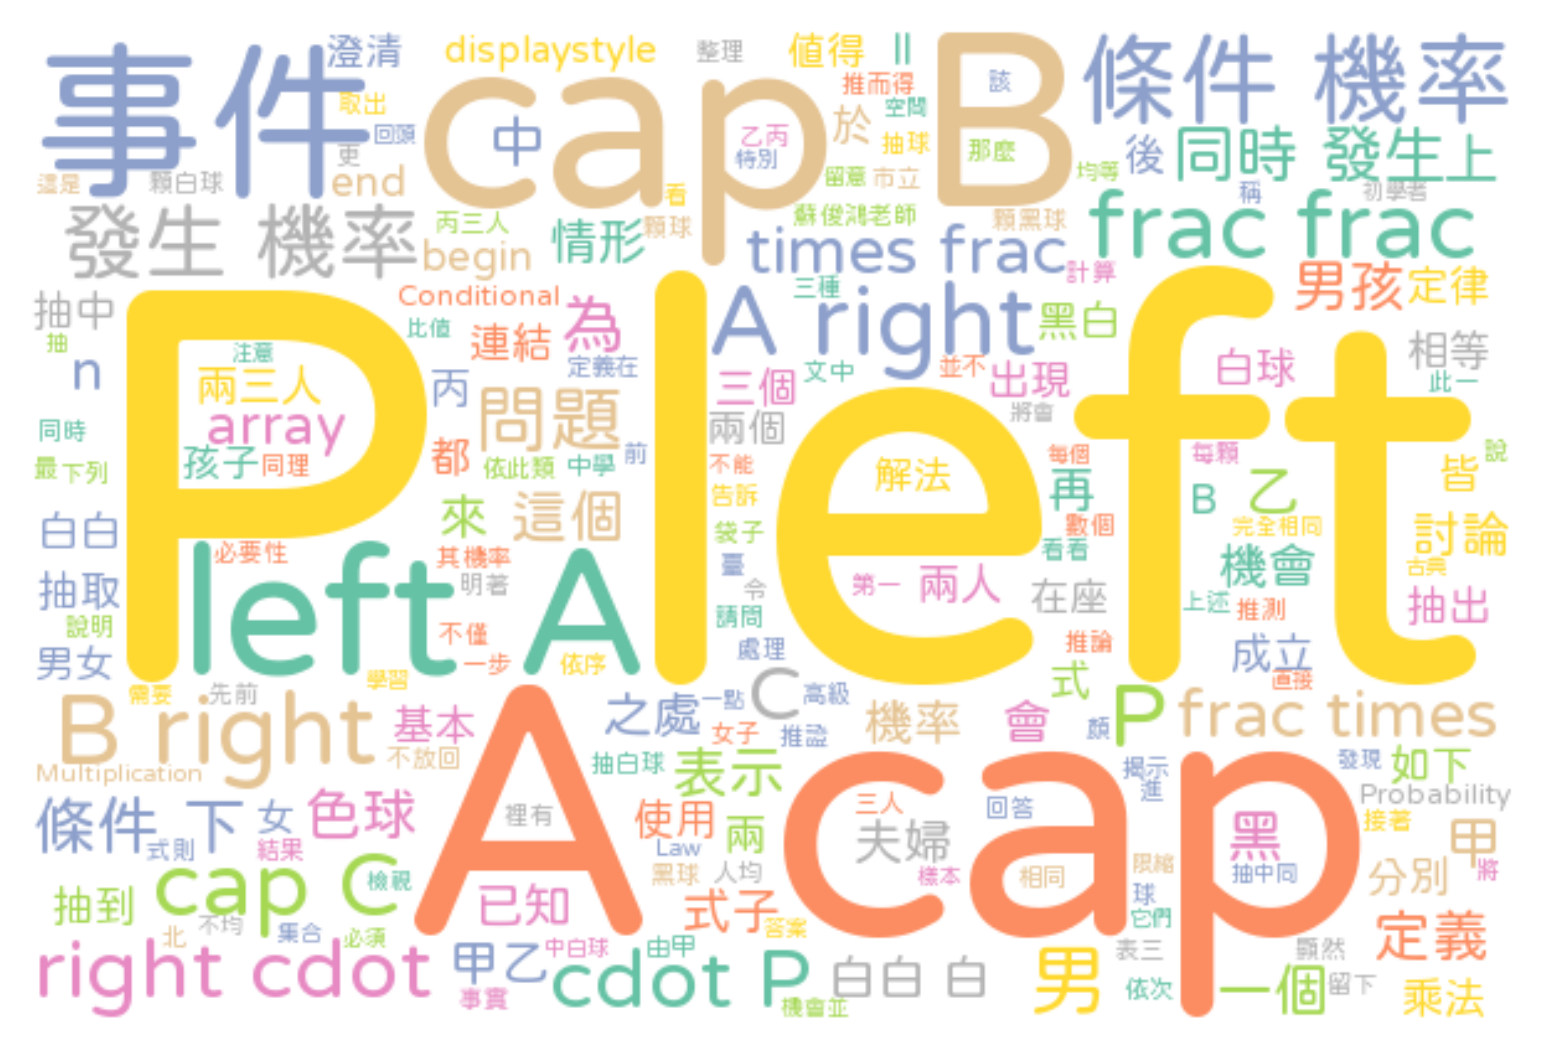 事件 澄清 displaystyle 整理 值得 ll 條件 機率
cap B
取出 回頭 中 推而得 該
乙丙 於 空間
特別 抽球 那麼 後 同時 發生 上
這是 顆白球 更 end 看 留意 市立 均等 稱 初學者
發生 機率 丙三人 情形 顆球 蘇俊鴻老師 顆黑球 frac frac
begin times frac 計算 男孩 定律
抽中 Conditional 為 A right 三種 黑白
抽 比值 連結 相等
P left
n 注意 丙 定義在 三個 文中 並不 出現 白球 此一
兩三人 問題 兩個 將會
同時 array 都 前 每個 每顆 說
最 下列 孩子 同理 依此類 中學 不能 解法 再 B 乙 皆
告訴
白白 來 這個 袋子 數個 完全相同 討論
必要性 其機率 臺 看看 機會 古典
抽取 left A 明著 令 第一 兩人 在座 上述 推測 抽出
說明 不僅 請問
男女 一步 依序 處理 推論 成立
需要 先前 學習 一點 C 高級 式 直接
B right 基本 之處 女子 推論 機率 會 顏 P frac times
Multiplication 不放回 A cap 抽白球 表示 揭示 發現 如下
進 Probability
條件 下 女 色球 裡有 使用 兩 三人 回答 黑 接著 甲
式則 結果 Law 夫婦
抽到 cap C 檢視 黑球 人均 樣本 相同 限縮 抽中同 分別 將
已知 式子 球
北 不均 集合 必須 答案 它們 定義
right cdot 甲乙 中白球 由甲 cdot P 白白 白 男 表三 顯然
事實 機會並 依次 一個 留下 乘法